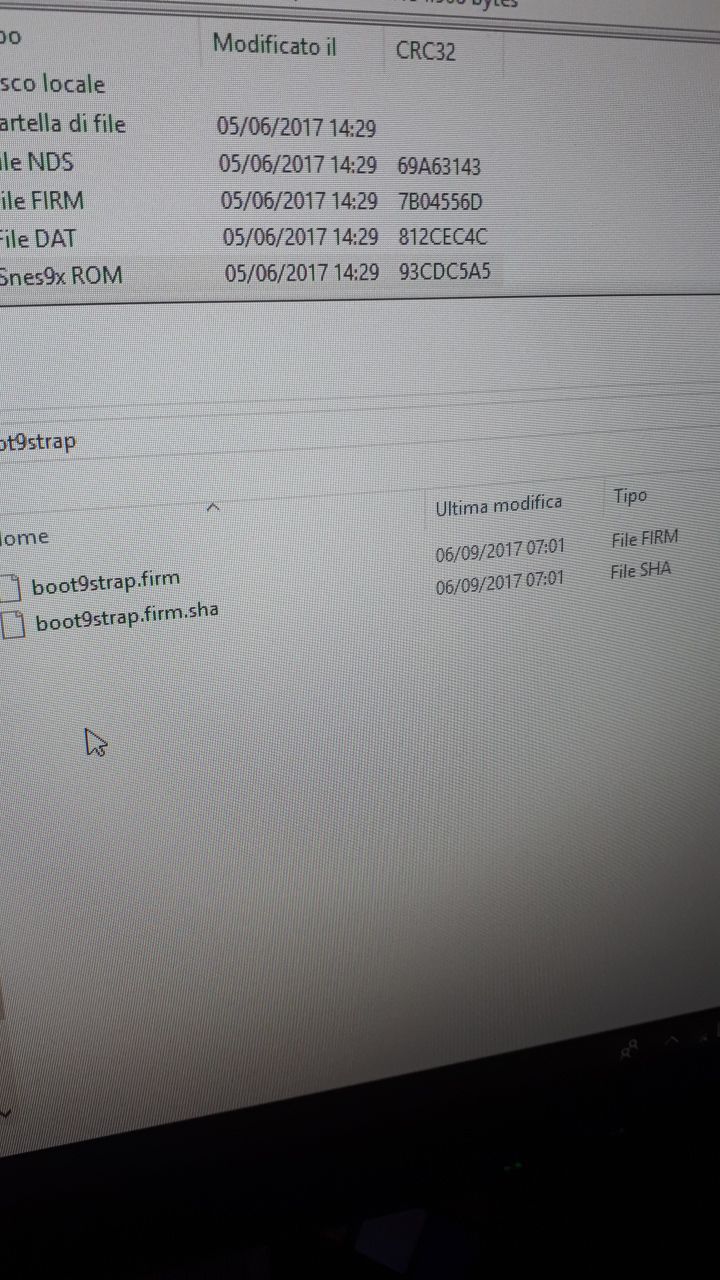 bytes
Modificato il CRC32
sco locale
artella di file 05/06/2017 14:29
ile NDS 05/06/2017 14:29 69A63143
ile FIRM 05/06/2017 14:29 7B04556D
File DAT 05/06/2017 14:29 812CEC4C
Snes9x ROM 05/06/2017 14:29 93CDC5A5
ot9strap
ome Ultima modifica Tipo
boot9strap.firm 06/09/2017 07:01 File FIRM
boot9strap.firm.sha 06/09/2017 07:01 File SHA